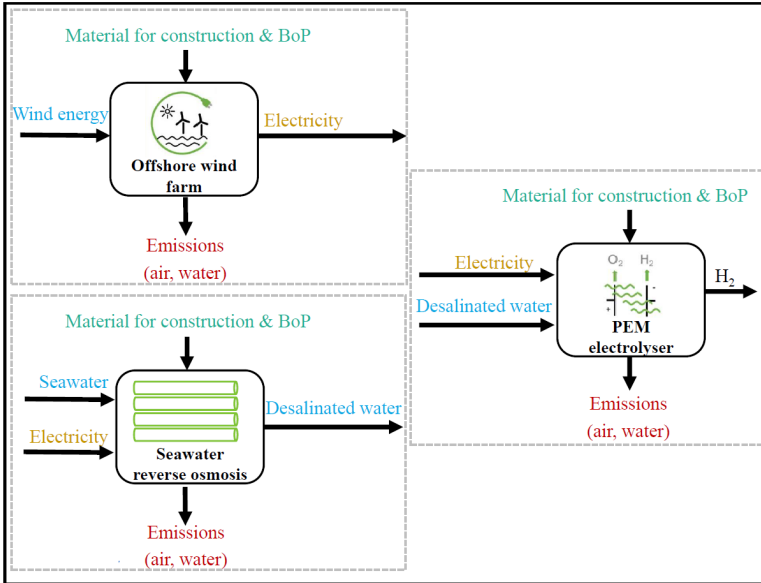 Material for construction & BoP
Wind energy
Electricity
Offshore wind
farm
Emissions
(air, water)
Material for construction & BoP
Seawater
Electricity
Desalinated water
Seawater
reverse osmosis
Emissions
(air, water)
Material for construction & BoP
Electricity
Desalinated water
O₂ H₂
+ -
+ -
PEM
electrolyser
H₂
Emissions
(air, water)